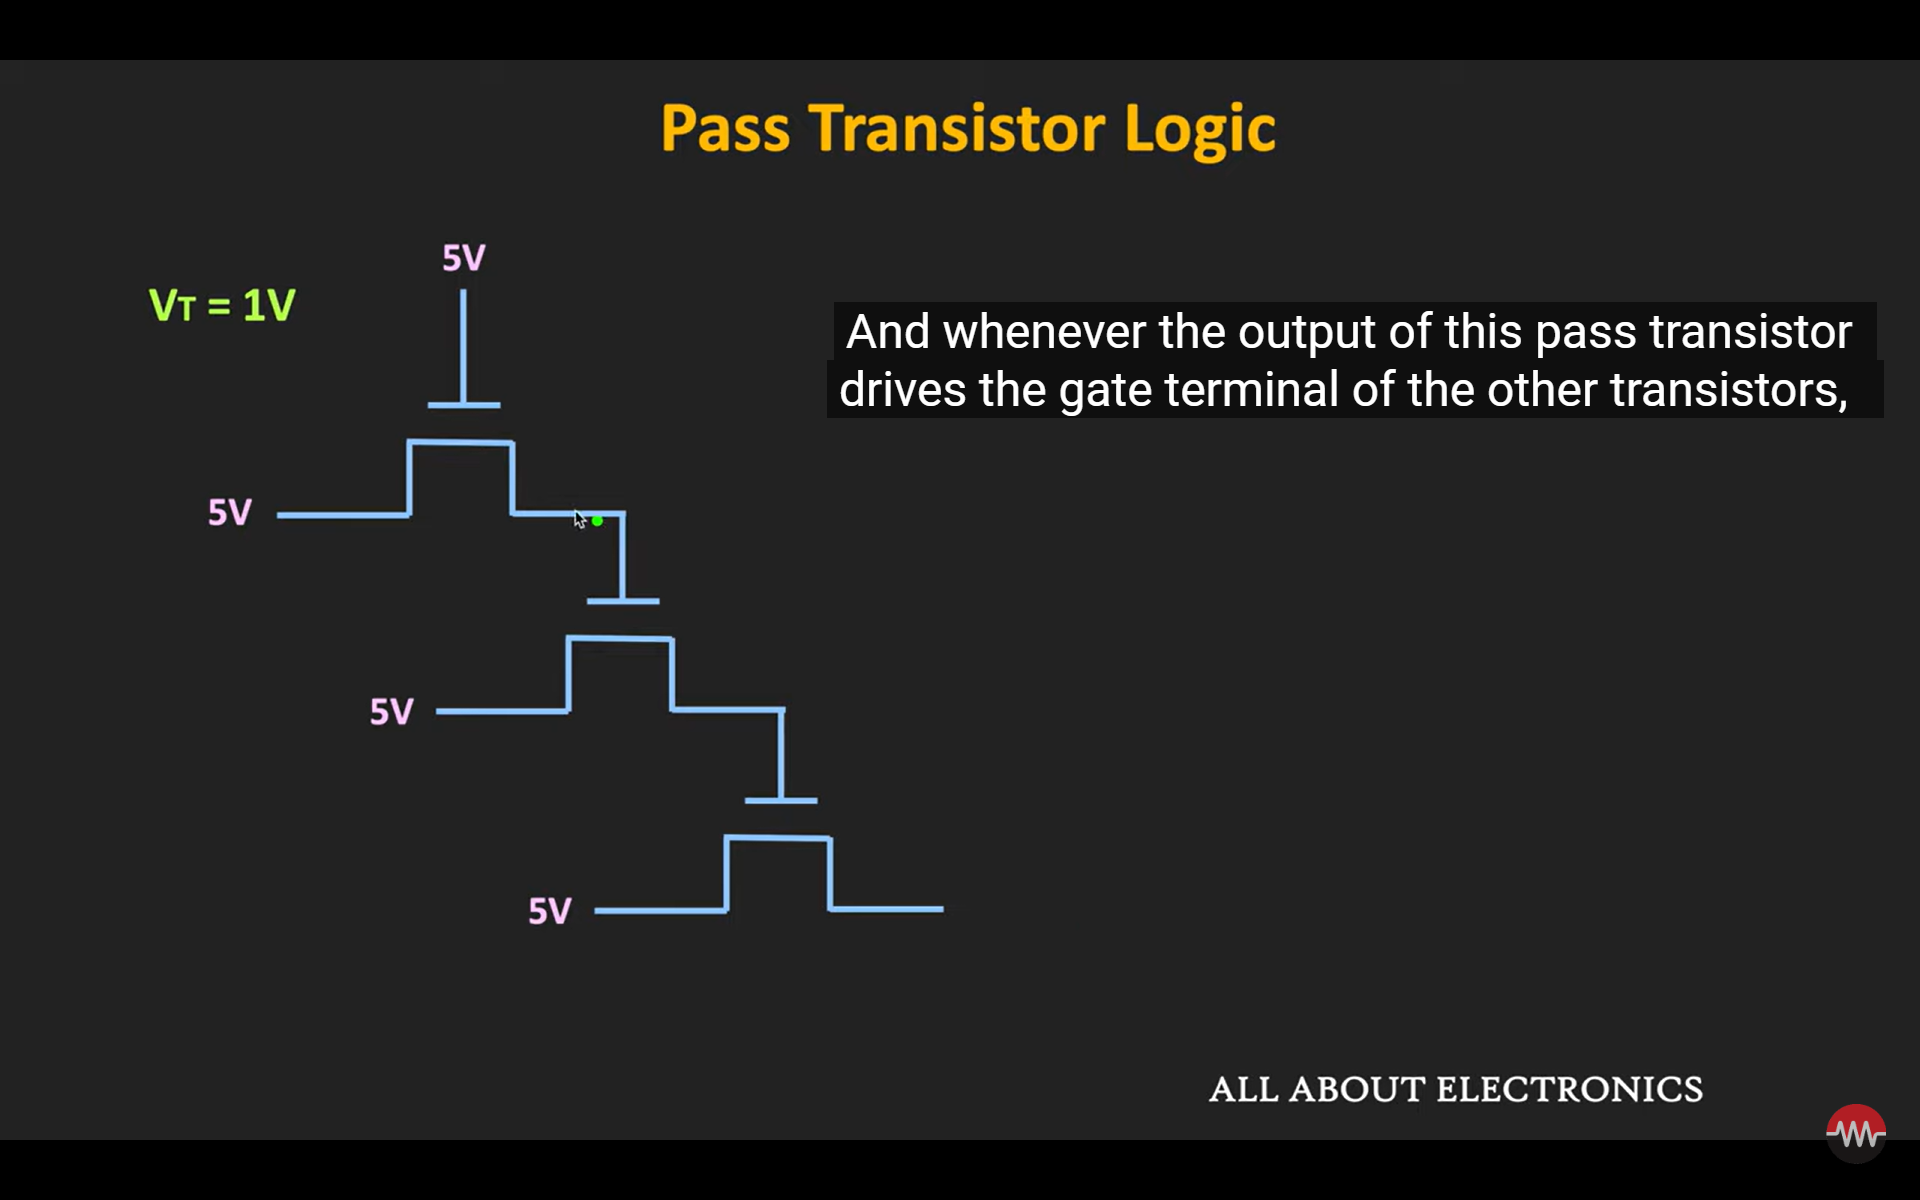 Pass Transistor Logic
5V
VT = 1V
And whenever the output of this pass transistor
drives the gate terminal of the other transistors,
5V
5V
5V
ALL ABOUT ELECTRONICS